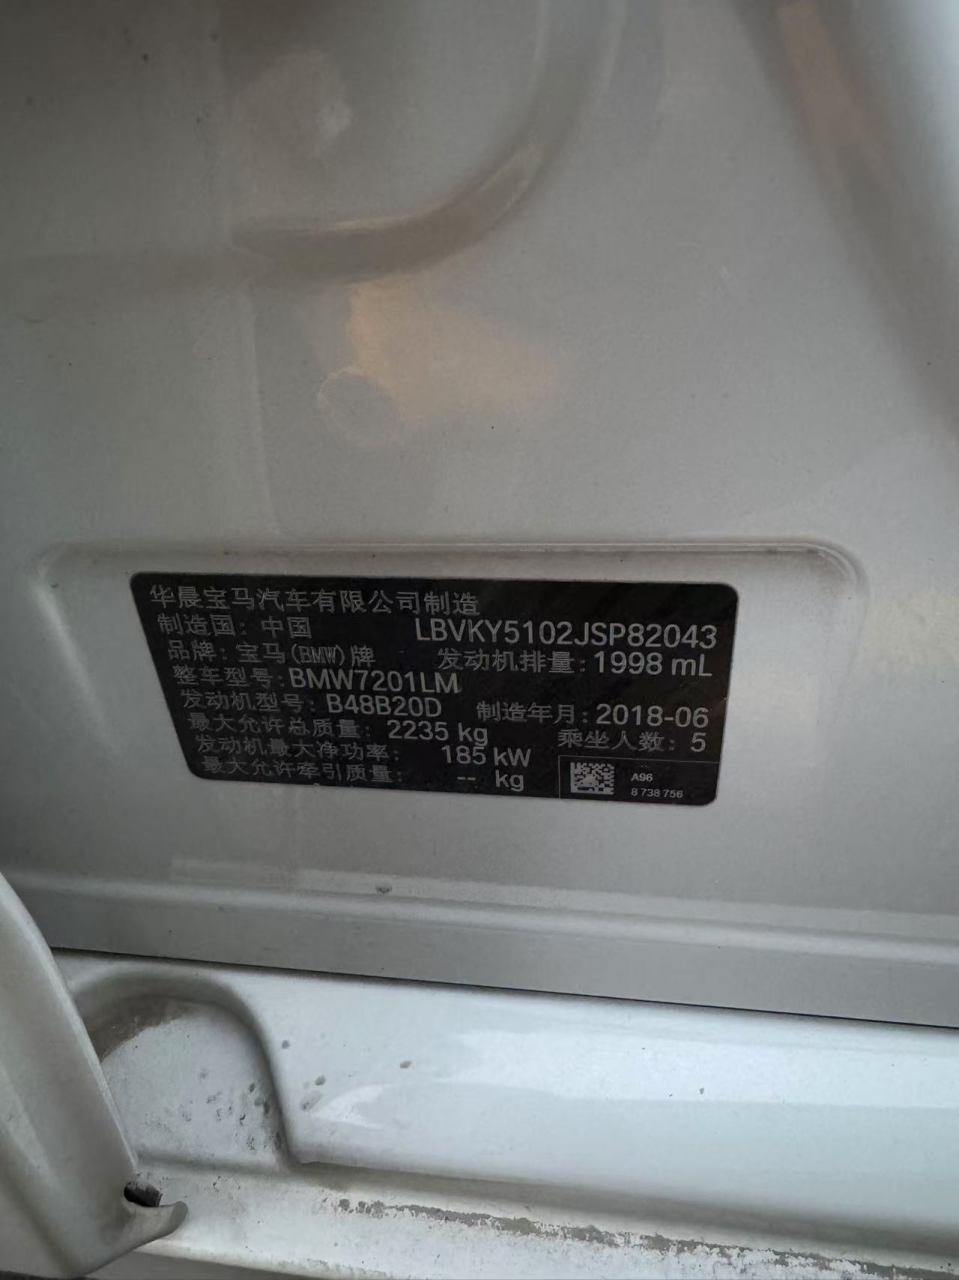 华晨宝马汽车有限公司制造
制造国: 中国 LBVKY5102JSP82043
品牌: 宝马(BMW)牌 发动机排量: 1998 mL
整车型号: BMW7201LM
发动机型号: B48B20D 制造年月: 2018-06
最大允许总质量: 2235 kg 乘坐人数: 5
发动机最大净功率: 185 kW
最大允许牵引质量: -- kg
A96
8 738 756